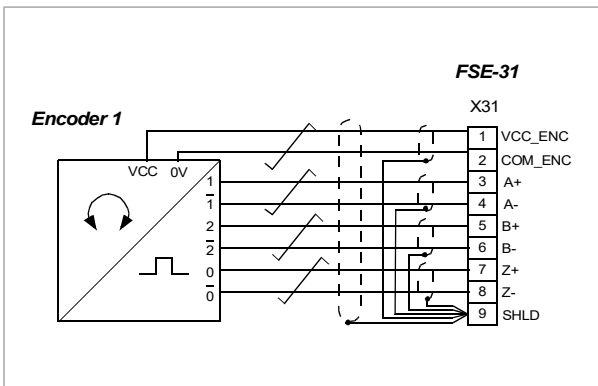 FSE-31
X31
Encoder 1
VCC 0V
1
1̅
2
2̅
0
0̅
1 VCC_ENC
2 COM_ENC
3 A+
4 A-
5 B+
6 B-
7 Z+
8 Z-
9 SHLD